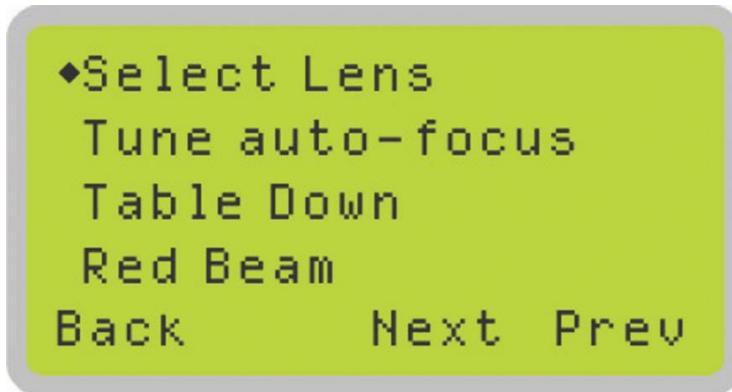 ◆Select Lens
Tune auto-focus
Table Down
Red Beam
Back Next Prev